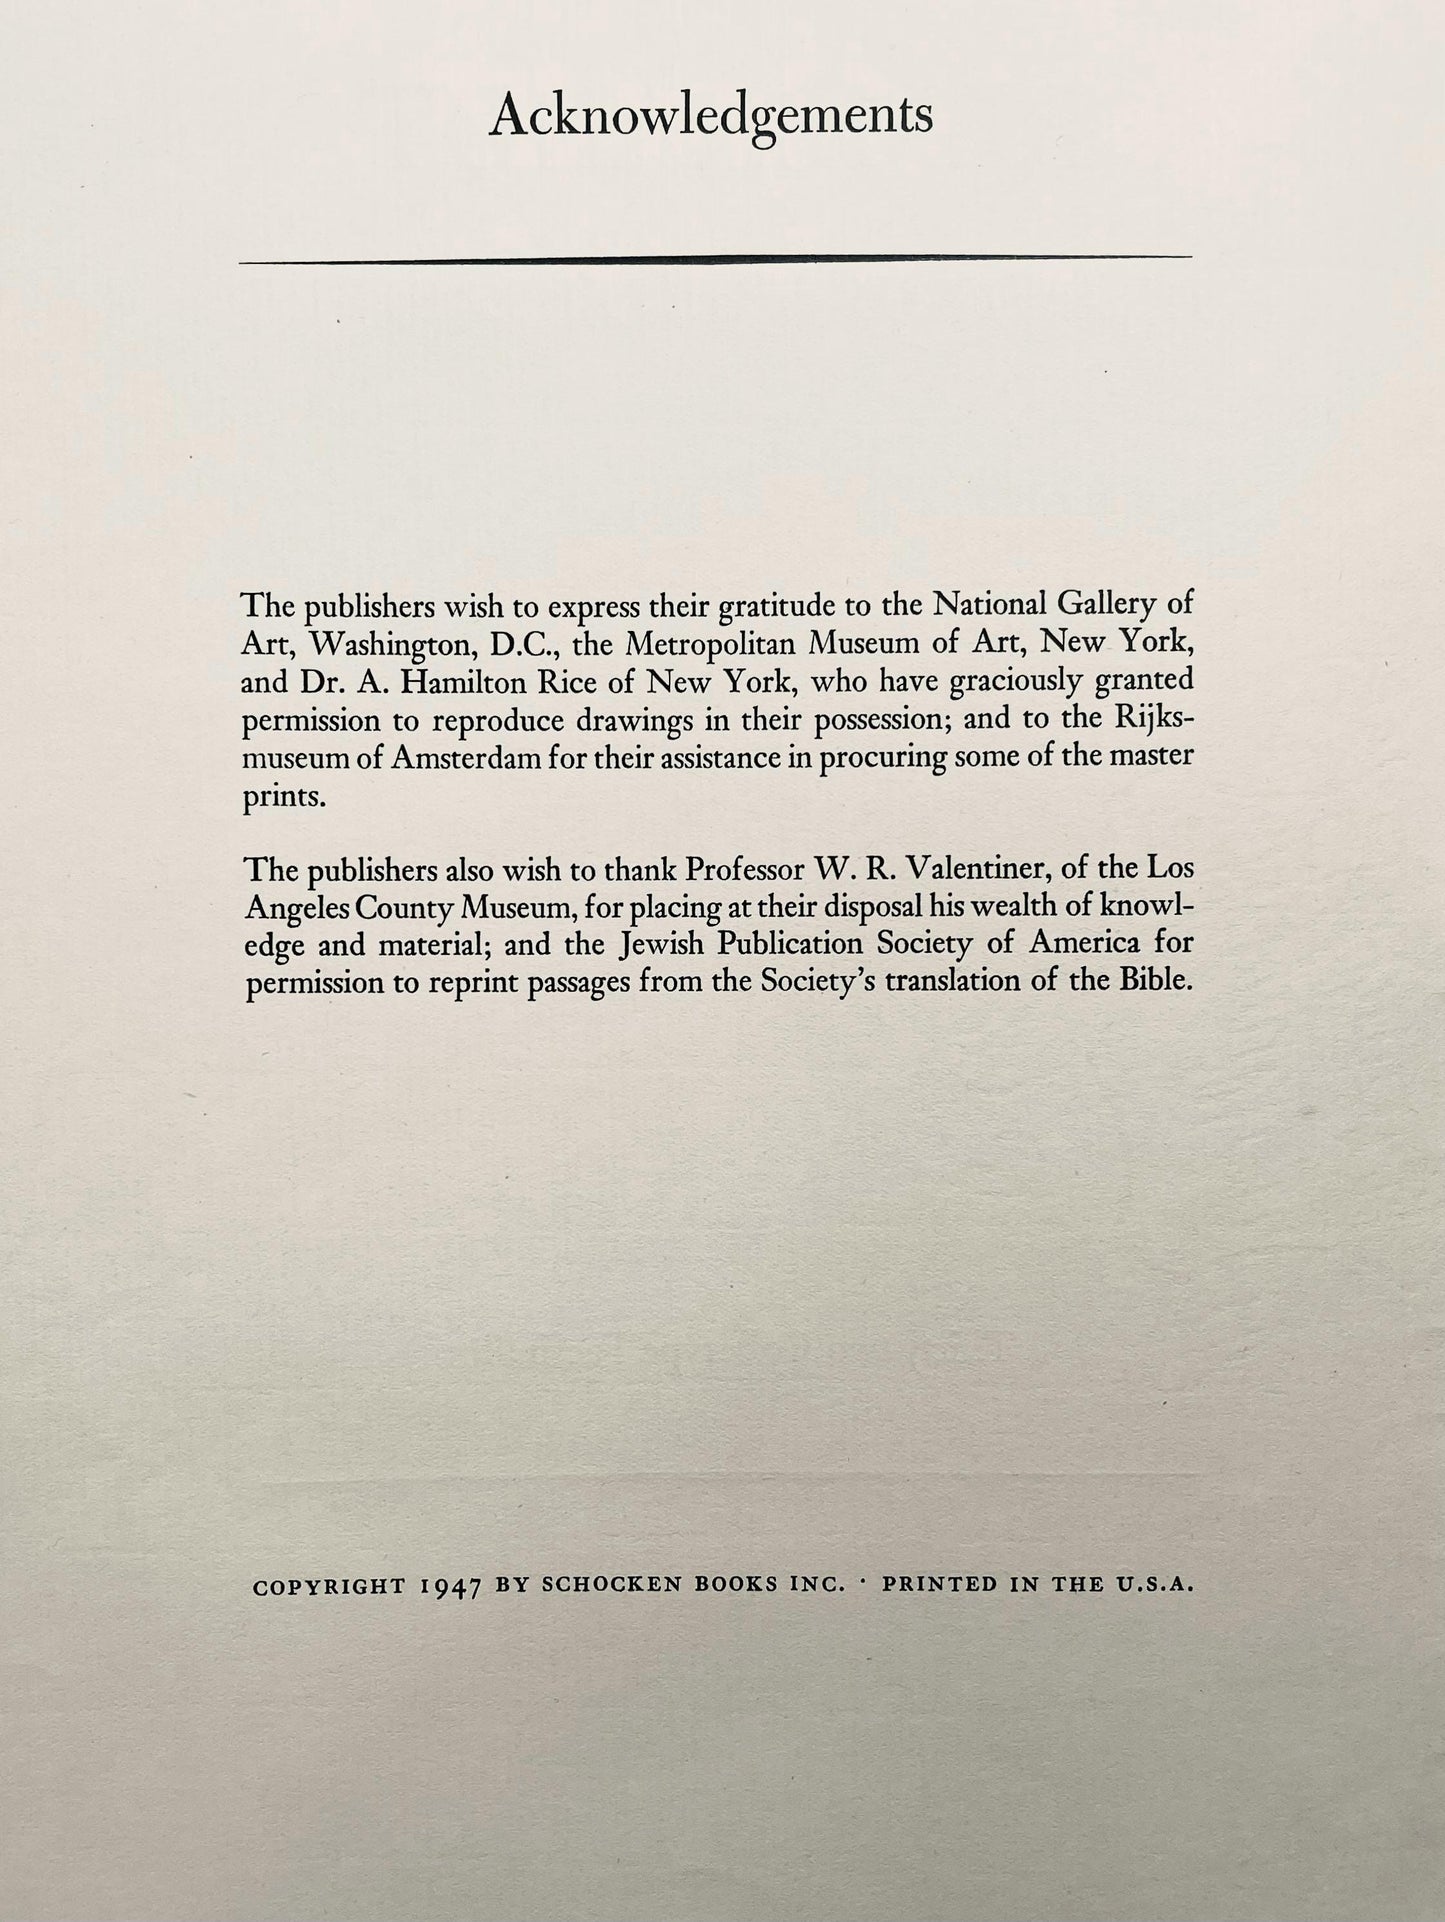 Acknowledgements
The publishers wish to express their gratitude to the National Gallery of
Art, Washington, D.C., the Metropolitan Museum of Art, New York,
and Dr. A. Hamilton Rice of New York, who have graciously granted
permission to reproduce drawings in their possession; and to the Rijks-
museum of Amsterdam for their assistance in procuring some of the master
prints.
The publishers also wish to thank Professor W. R. Valentiner, of the Los
Angeles County Museum, for placing at their disposal his wealth of knowl-
edge and material; and the Jewish Publication Society of America for
permission to reprint passages from the Society’s translation of the Bible.
COPYRIGHT 1947 BY SCHOCKEN BOOKS INC. · PRINTED IN THE U.S.A.